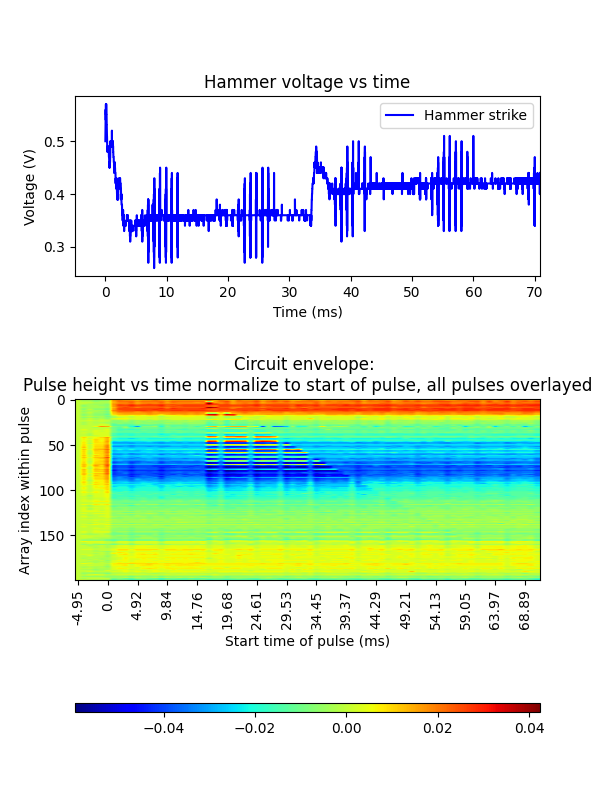 Hammer voltage vs time
Hammer strike
Voltage (V)
0.5
0.4
0.3
0 10 20 30 40 50 60 70
Time (ms)
Circuit envelope:
Pulse height vs time normalize to start of pulse, all pulses overlayed
Array index within pulse
0
50
100
150
-4.95 0.0 4.92 9.84 14.76 19.68 24.61 29.53 34.45 39.37 44.29 49.21 54.13 59.05 63.97 68.89
Start time of pulse (ms)
−0.04 −0.02 0.00 0.02 0.04